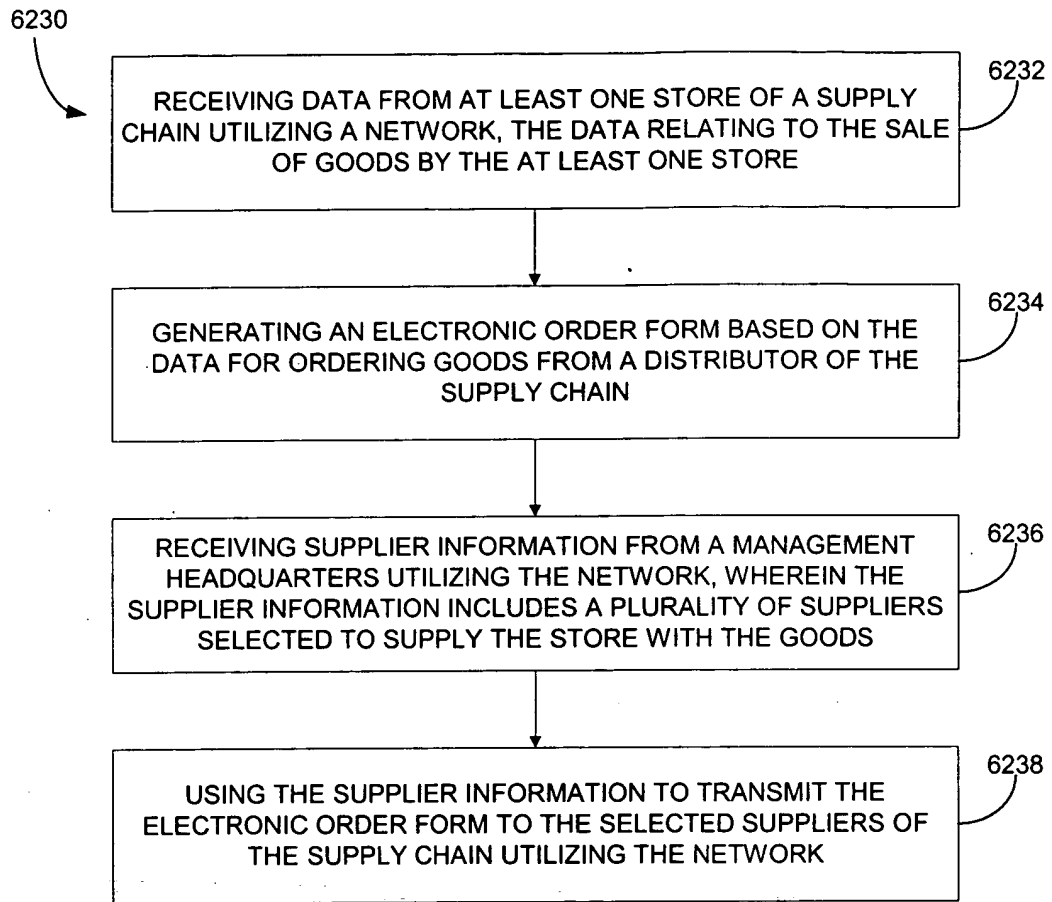 6230
6232
RECEIVING DATA FROM AT LEAST ONE STORE OF A SUPPLY
CHAIN UTILIZING A NETWORK, THE DATA RELATING TO THE SALE
OF GOODS BY THE AT LEAST ONE STORE
6234
GENERATING AN ELECTRONIC ORDER FORM BASED ON THE
DATA FOR ORDERING GOODS FROM A DISTRIBUTOR OF THE
SUPPLY CHAIN
6236
RECEIVING SUPPLIER INFORMATION FROM A MANAGEMENT
HEADQUARTERS UTILIZING THE NETWORK, WHEREIN THE
SUPPLIER INFORMATION INCLUDES A PLURALITY OF SUPPLIERS
SELECTED TO SUPPLY THE STORE WITH THE GOODS
6238
USING THE SUPPLIER INFORMATION TO TRANSMIT THE
ELECTRONIC ORDER FORM TO THE SELECTED SUPPLIERS OF
THE SUPPLY CHAIN UTILIZING THE NETWORK